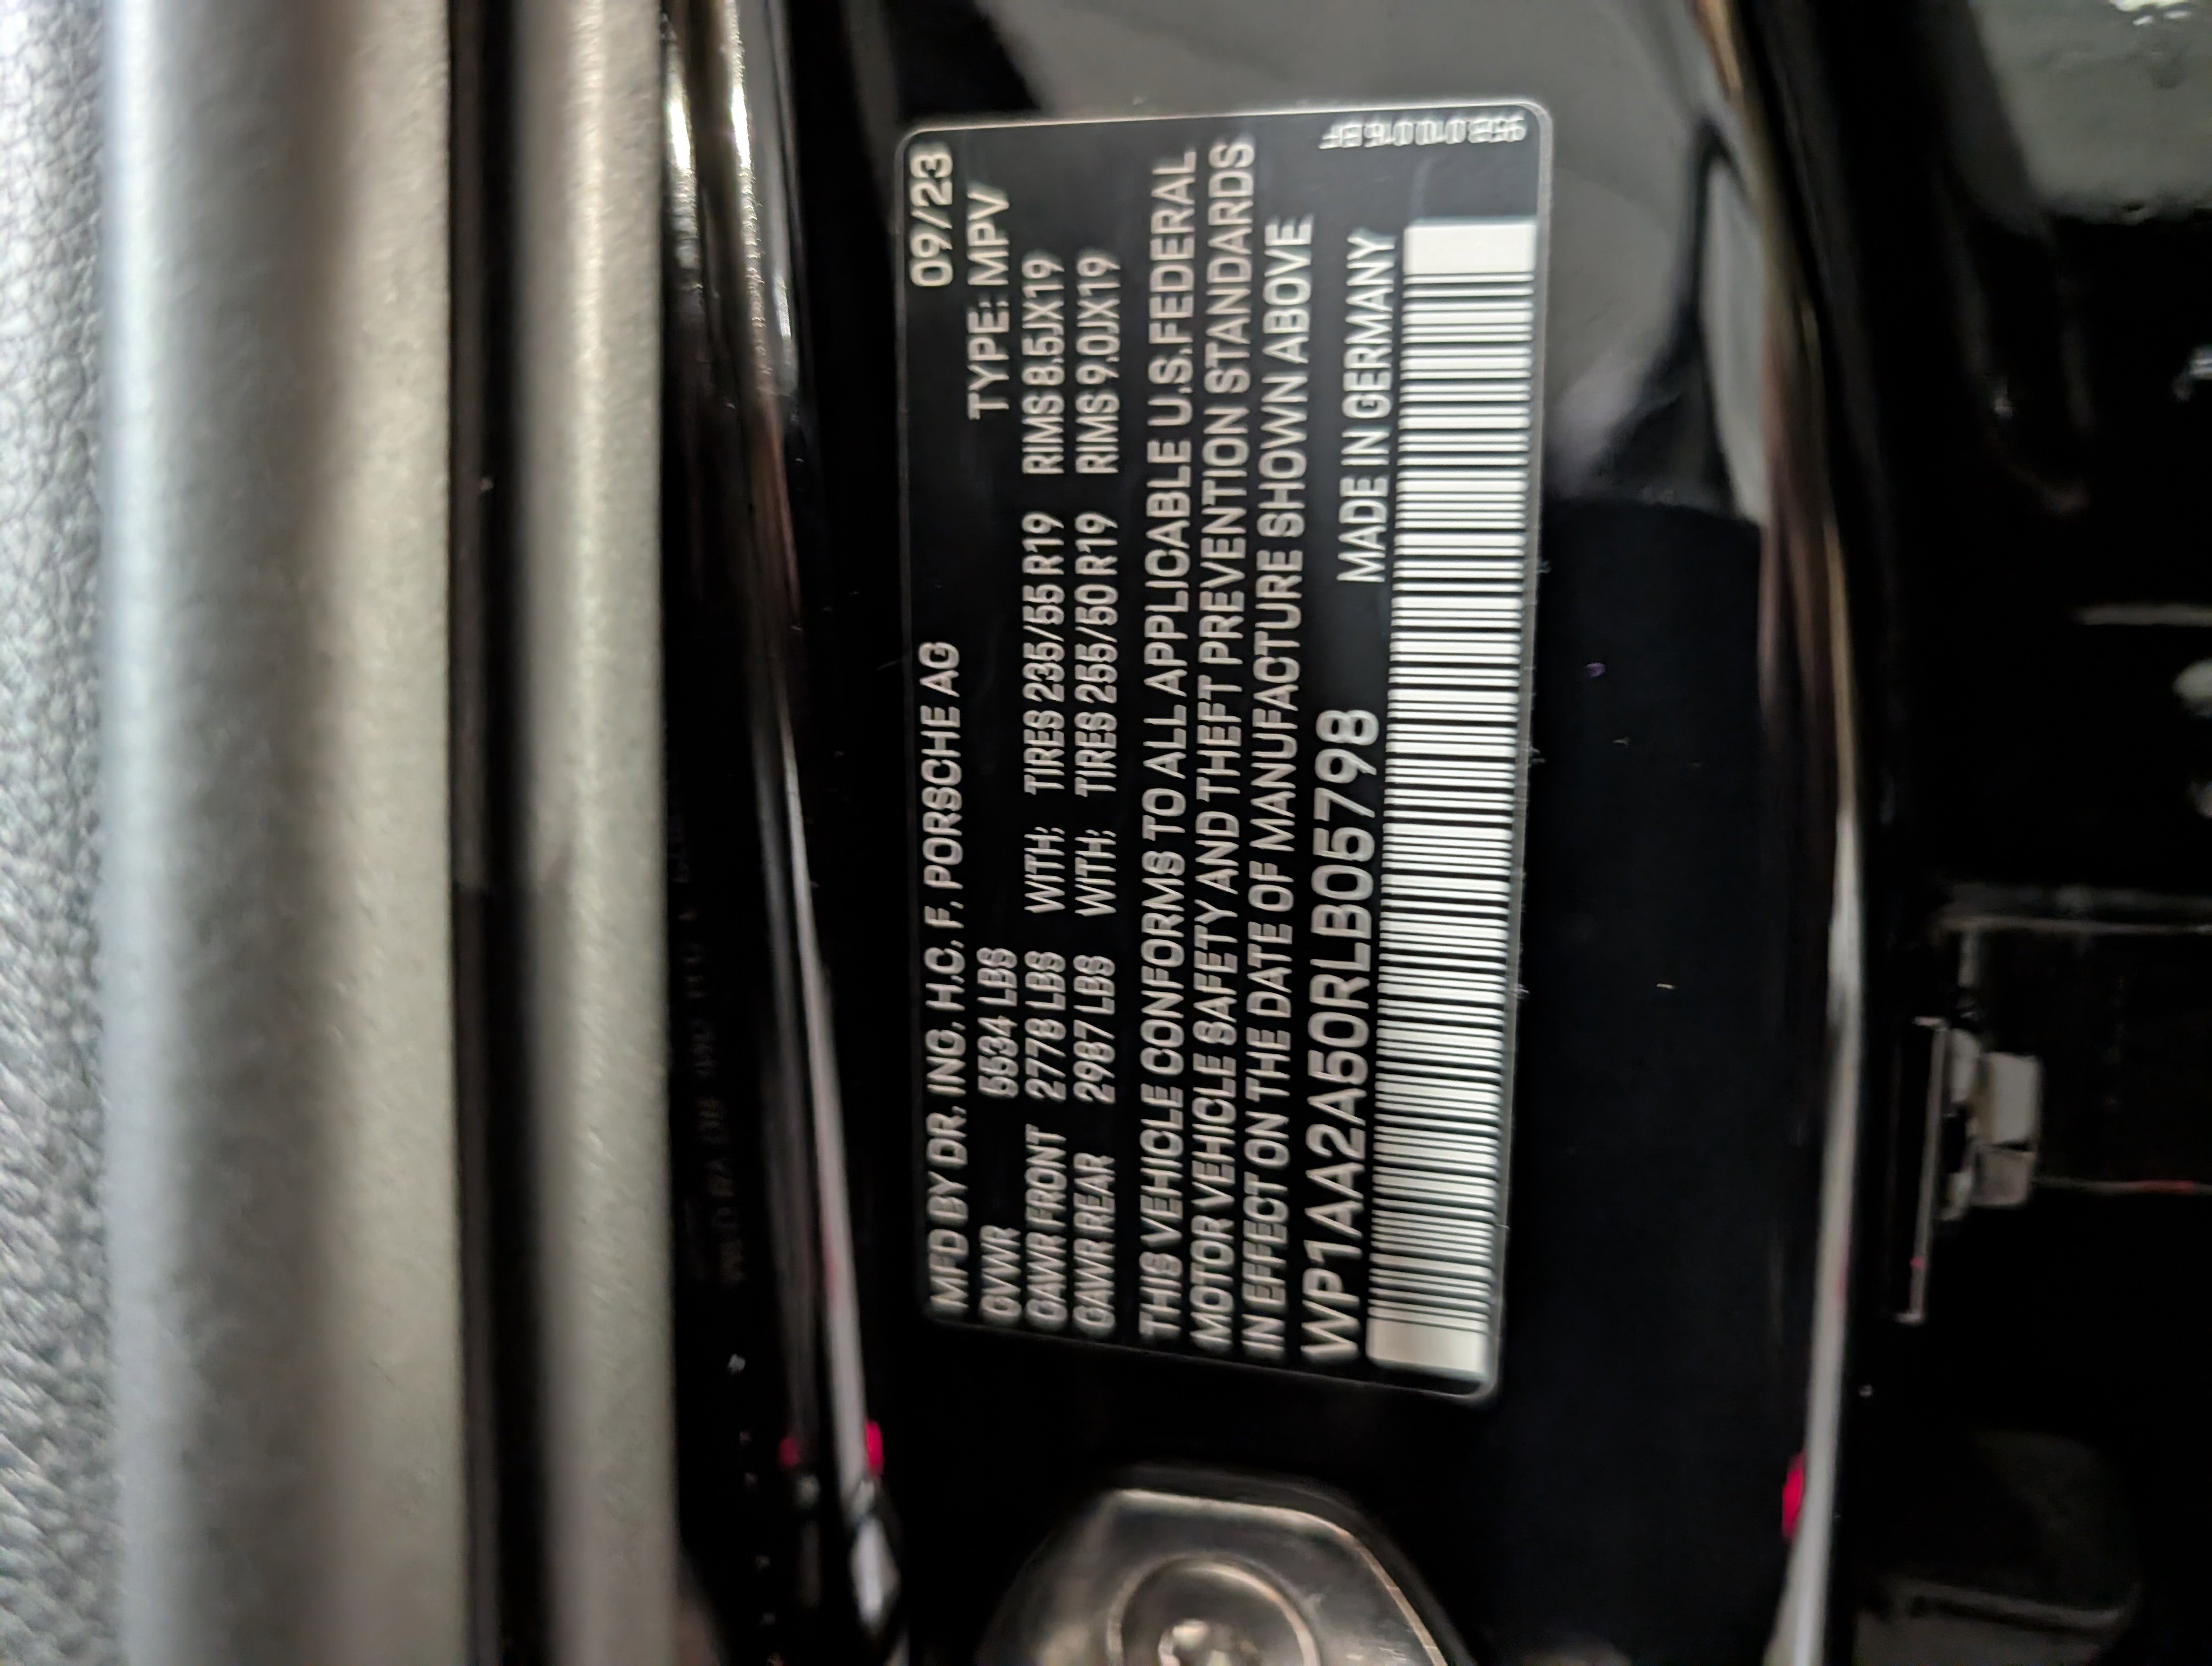 MFD BY DR. ING. H.C. F. PORSCHE AG 09/23
GVWR 5534 LBS TYPE: MPV
GAWR FRONT 2778 LBS WITH: TIRES 235/55 R19 RIMS 8.5JX19
GAWR REAR 2987 LBS WITH: TIRES 255/50 R19 RIMS 9.0JX19
THIS VEHICLE CONFORMS TO ALL APPLICABLE U.S.FEDERAL
MOTOR VEHICLE SAFETY AND THEFT PREVENTION STANDARDS
IN EFFECT ON THE DATE OF MANUFACTURE SHOWN ABOVE
WP1AA2A50RLB05798 MADE IN GERMANY